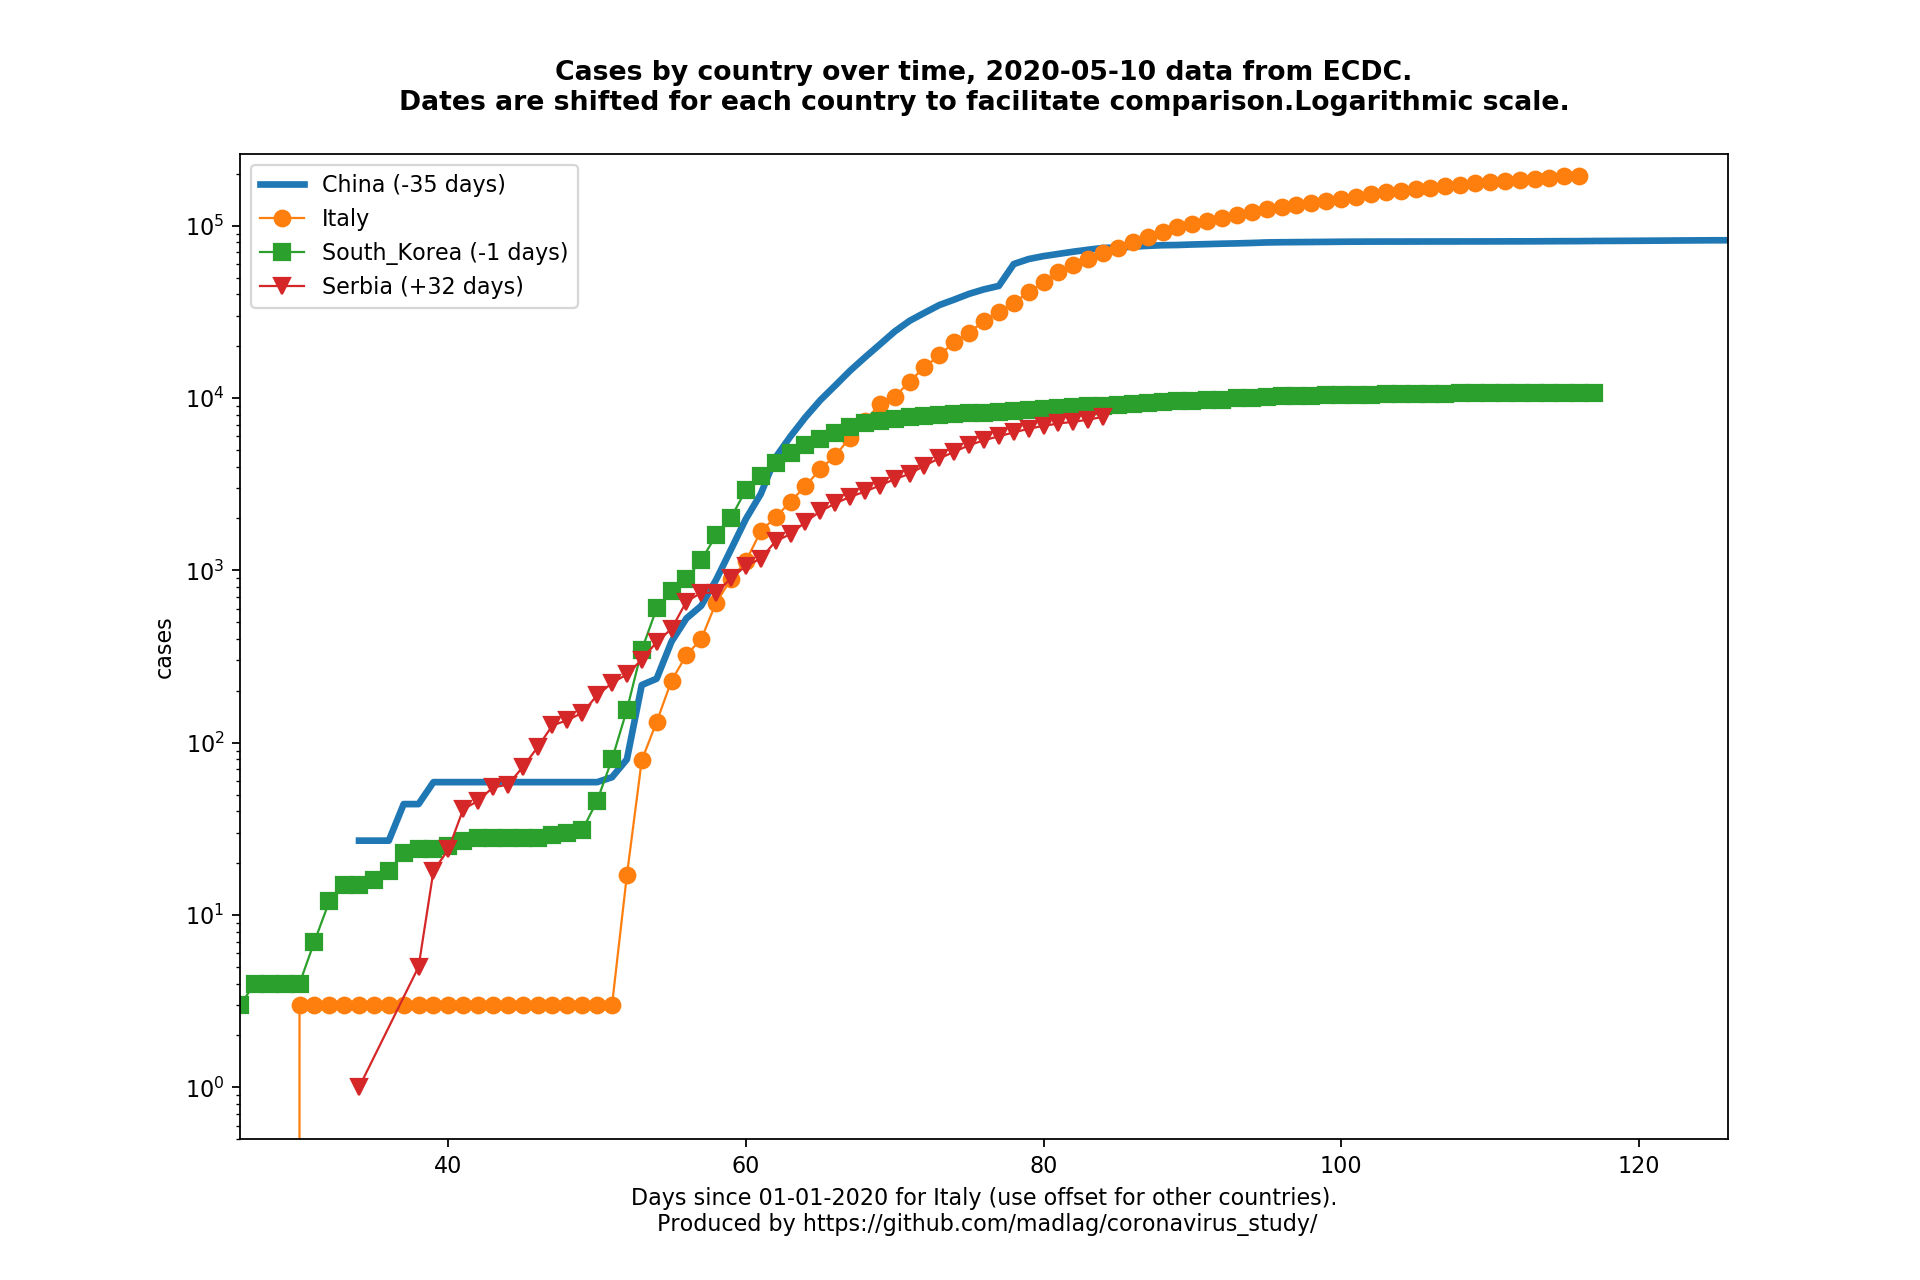 Cases by country over time, 2020-05-10 data from ECDC.
Dates are shifted for each country to facilitate comparison.Logarithmic scale.
China (-35 days)
Italy
South_Korea (-1 days)
Serbia (+32 days)
10^5
10^4
10^3
10^2
10^1
10^0
cases
40 60 80 100 120
Days since 01-01-2020 for Italy (use offset for other countries).
Produced by https://github.com/madlag/coronavirus_study/